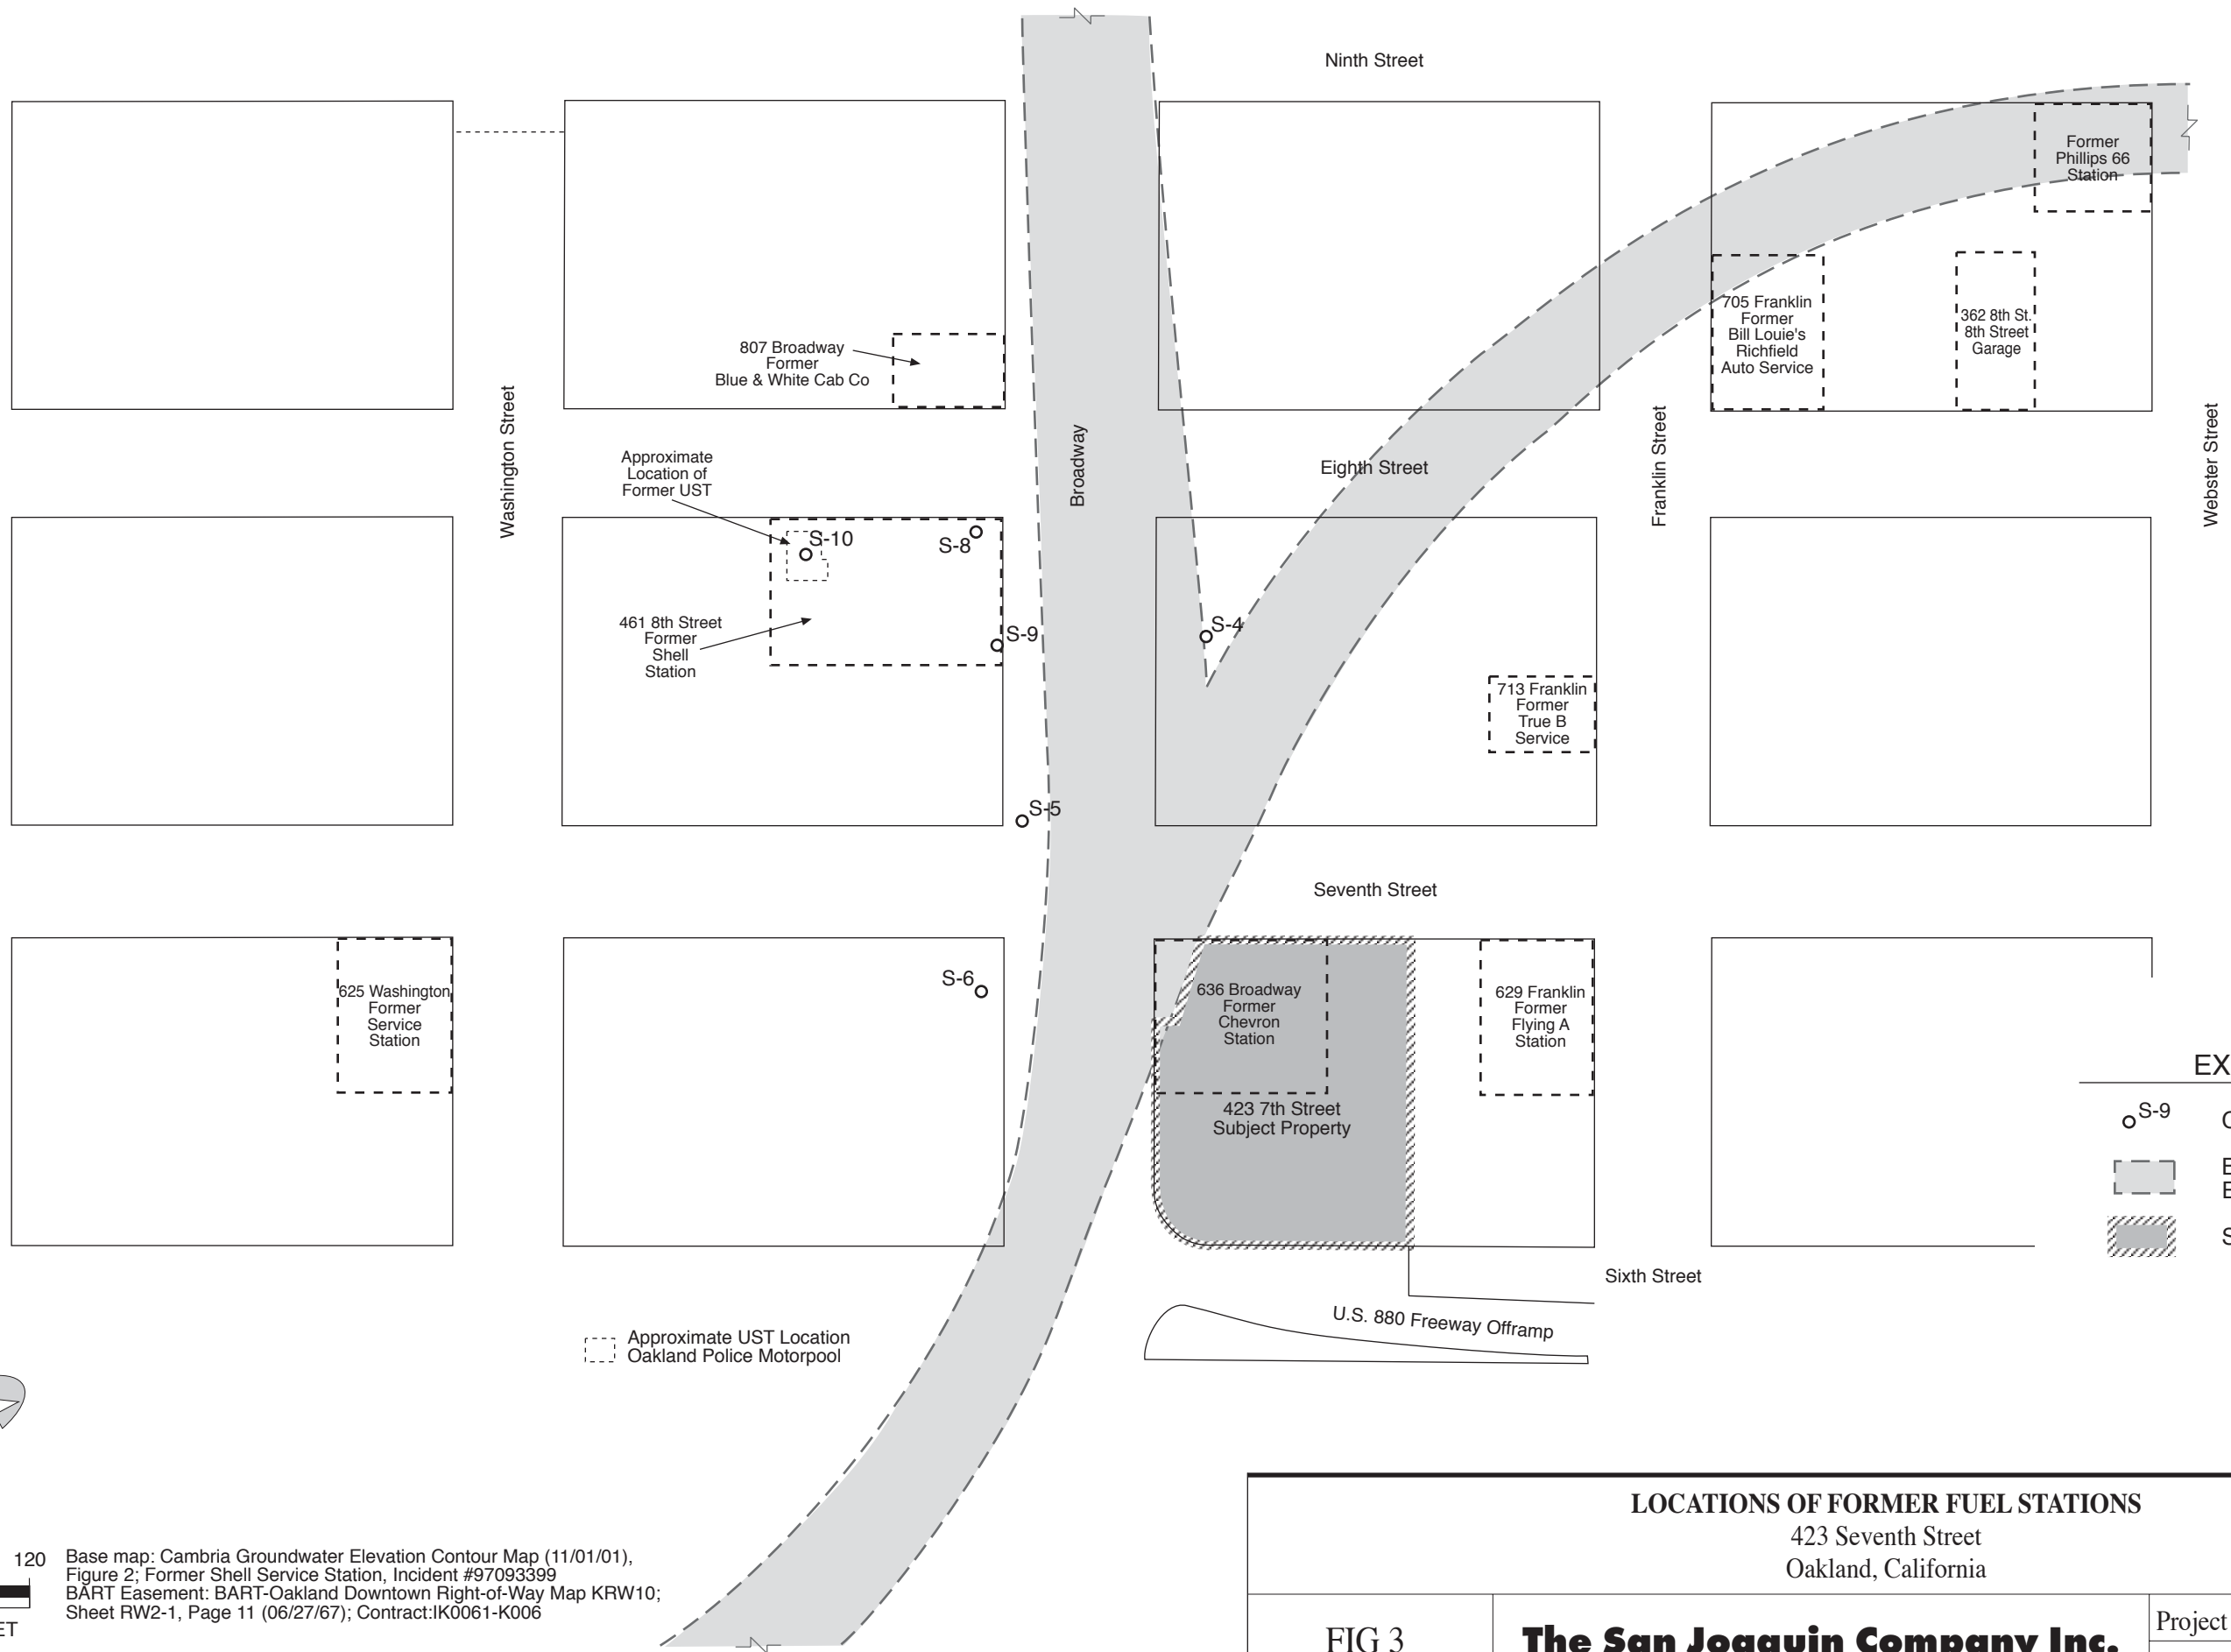 Ninth Street
Former
Phillips 66
Station
807 Broadway
Former
Blue & White Cab Co
705 Franklin
Former
Bill Louie's
Richfield
Auto Service
362 8th St.
8th Street
Garage
Washington Street
Broadway
Franklin Street
Webster Street
Approximate
Location of
Former UST
Eighth Street
S-10
S-8
461 8th Street
Former
Shell
Station
S-9
S-4
713 Franklin
Former
True B
Service
S-5
Seventh Street
625 Washington
Former
Service
Station
S-6
636 Broadway
Former
Chevron
Station
629 Franklin
Former
Flying A
Station
423 7th Street
Subject Property
EX
S-9
Sixth Street
U.S. 880 Freeway Offramp
Approximate UST Location
Oakland Police Motorpool
120
ET
Base map: Cambria Groundwater Elevation Contour Map (11/01/01),
Figure 2; Former Shell Service Station, Incident #97093399
BART Easement: BART-Oakland Downtown Right-of-Way Map KRW10;
Sheet RW2-1, Page 11 (06/27/67); Contract:IK0061-K006
LOCATIONS OF FORMER FUEL STATIONS
423 Seventh Street
Oakland, California
FIG 3
The San Joaquin Company Inc.
Project